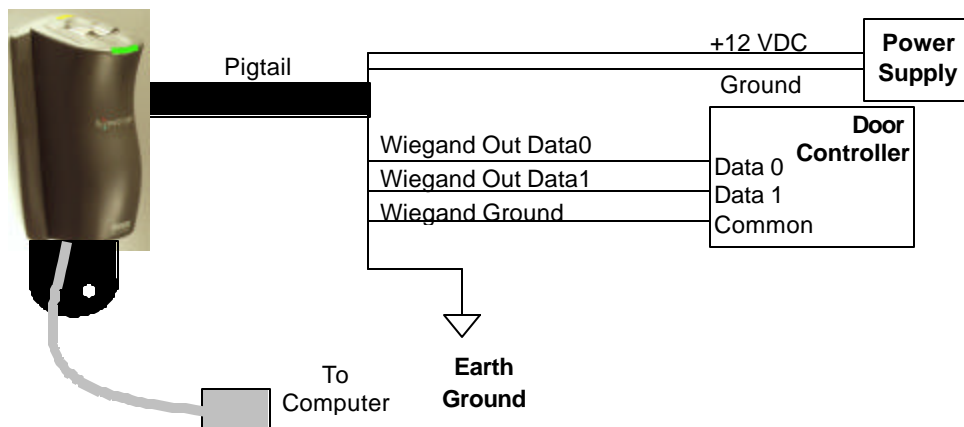 +12 VDC
Power
Supply
Pigtail
Ground
Door
Controller
Wiegand Out Data0
Data 0
Wiegand Out Data1
Data 1
Wiegand Ground
Common
Earth
Ground
To
Computer